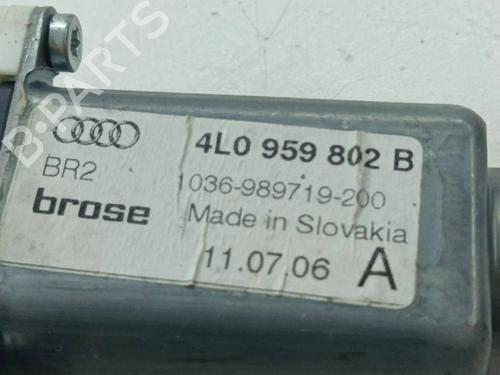 B-PARTS
4L0 959 802 B
BR2
1036-989719-200
brose
Made in Slovakia
11.07.06 A